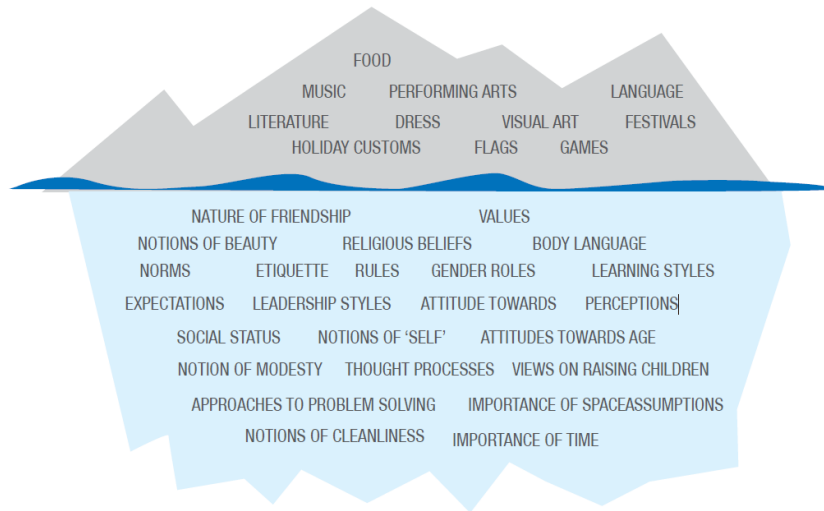 FOOD
MUSIC PERFORMING ARTS LANGUAGE
LITERATURE DRESS VISUAL ART FESTIVALS
HOLIDAY CUSTOMS FLAGS GAMES
NATURE OF FRIENDSHIP VALUES
NOTIONS OF BEAUTY RELIGIOUS BELIEFS BODY LANGUAGE
NORMS ETIQUETTE RULES GENDER ROLES LEARNING STYLES
EXPECTATIONS LEADERSHIP STYLES ATTITUDE TOWARDS PERCEPTIONS
SOCIAL STATUS NOTIONS OF ‘SELF’ ATTITUDES TOWARDS AGE
NOTION OF MODESTY THOUGHT PROCESSES VIEWS ON RAISING CHILDREN
APPROACHES TO PROBLEM SOLVING IMPORTANCE OF SPACEASSUMPTIONS
NOTIONS OF CLEANLINESS IMPORTANCE OF TIME